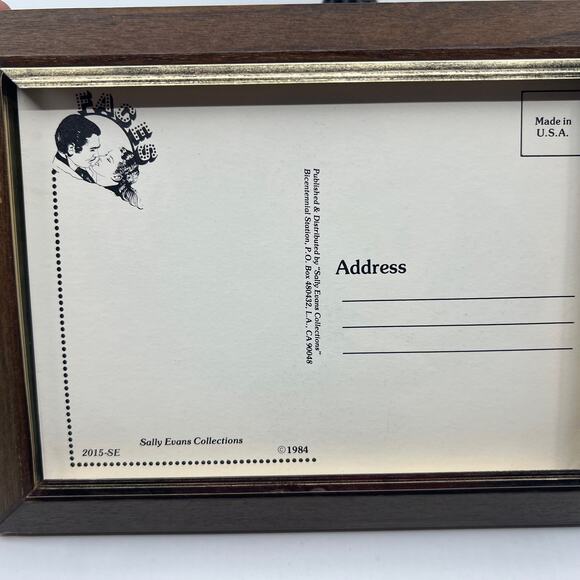 FACES
Made in
U.S.A.
Published & Distributed by "Sally Evans Collections"
Bicentennial Station, P.O. Box 480432, L.A., CA 90048
Address
Sally Evans Collections
2015-SE
©1984